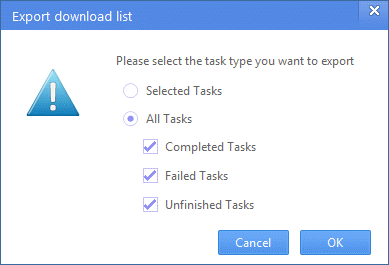 Export download list
Please select the task type you want to export
Selected Tasks
All Tasks
Completed Tasks
Failed Tasks
Unfinished Tasks
Cancel
OK